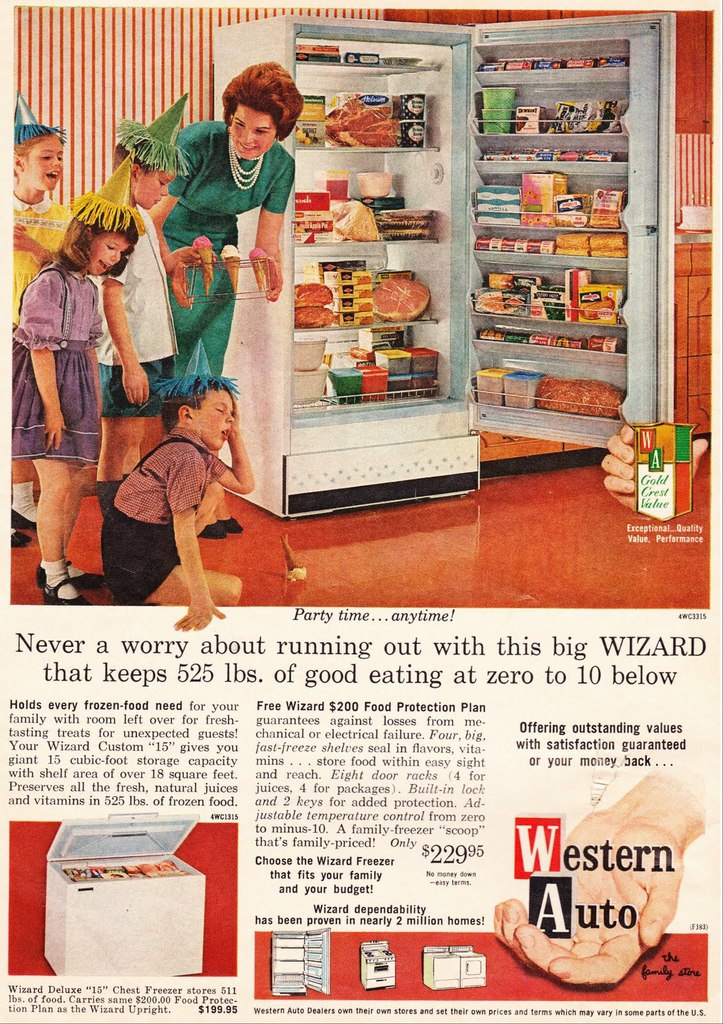 W
A
Gold
Crest
Value
Exceptional...Quality
Value, Performance
Party time...anytime!
4WC3315
Never a worry about running out with this big WIZARD
that keeps 525 lbs. of good eating at zero to 10 below
Holds every frozen-food need for your
family with room left over for fresh-
tasting treats for unexpected guests!
Your Wizard Custom "15" gives you
giant 15 cubic-foot storage capacity
with shelf area of over 18 square feet.
Preserves all the fresh, natural juices
and vitamins in 525 lbs. of frozen food.
4WC1315
Wizard Deluxe "15" Chest Freezer stores 511
lbs. of food. Carries same $200.00 Food Protec-
tion Plan as the Wizard Upright. $199.95
Free Wizard $200 Food Protection Plan
guarantees against losses from me-
chanical or electrical failure. Four, big,
fast-freeze shelves seal in flavors, vita-
mins . . . store food within easy sight
and reach. Eight door racks (4 for
juices, 4 for packages). Built-in lock
and 2 keys for added protection. Ad-
justable temperature control from zero
to minus-10. A family-freezer "scoop"
that's family-priced! Only $22995
No money down
—easy terms.
Choose the Wizard Freezer
that fits your family
and your budget!
Wizard dependability
has been proven in nearly 2 million homes!
Offering outstanding values
with satisfaction guaranteed
or your money back...
Western
Auto
(F183)
the
family store
Western Auto Dealers own their own stores and set their own prices and terms which may vary in some parts of the U.S.